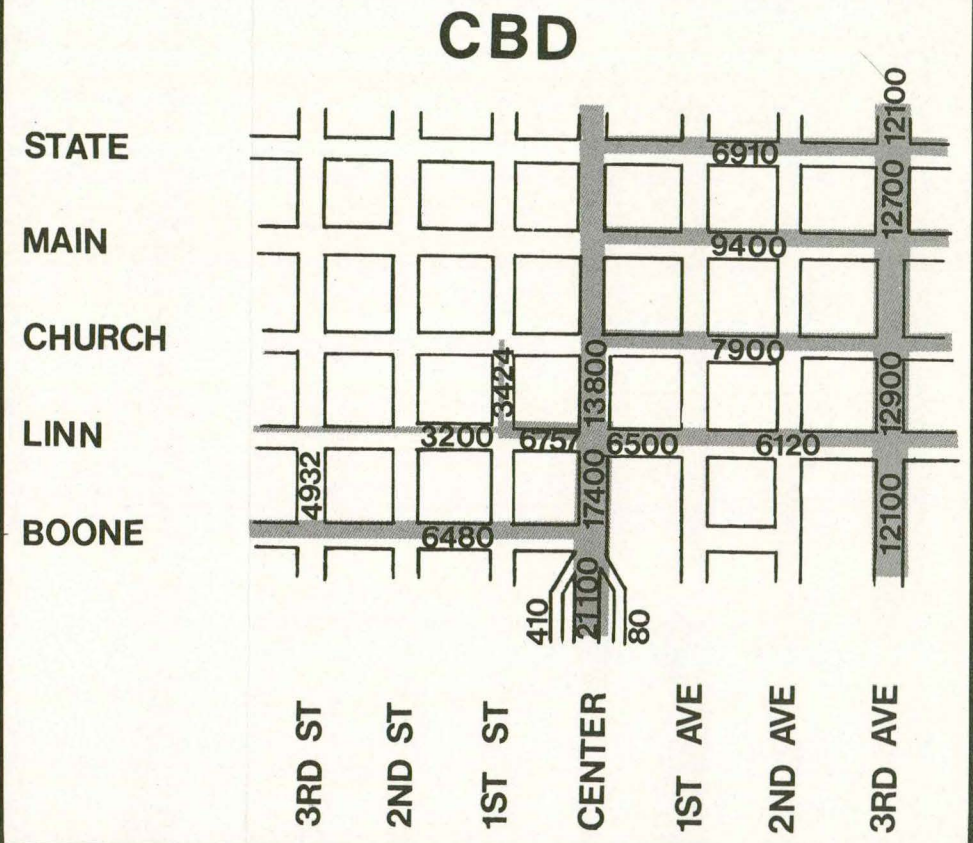 CBD
12100
STATE
6910
12700
MAIN
9400
CHURCH
7900
3424
13800
12900
LINN
3200
6757
6500
6120
4932
17400
12100
BOONE
6480
410
21100
80
3RD ST
2ND ST
1ST ST
CENTER
1ST AVE
2ND AVE
3RD AVE